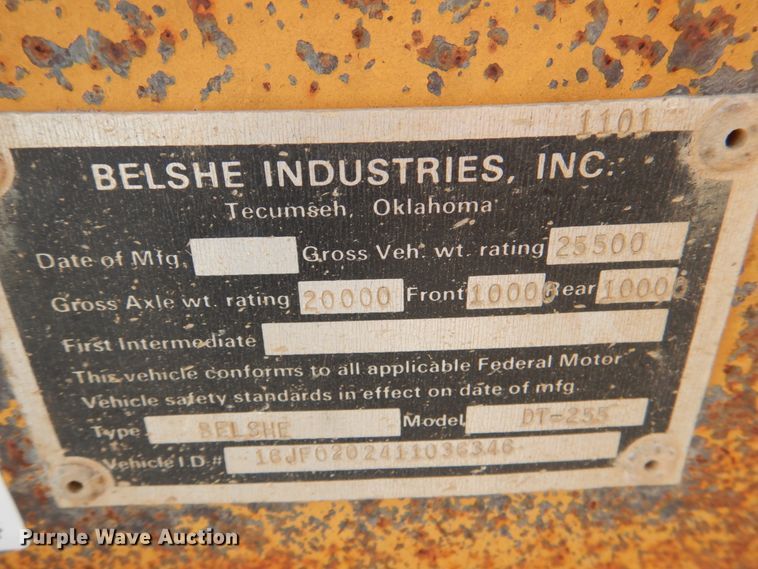 1101
BELSHE INDUSTRIES, INC.
Tecumseh, Oklahoma
Date of Mfg. Gross Veh. wt. rating 25500
Gross Axle wt. rating 20000 Front 10000 Rear 10000
First Intermediate
This vehicle conforms to all applicable Federal Motor
Vehicle safety standards in effect on date of mfg.
Type BELSHE Model DT-255
Vehicle I.D.# 16JF0202411036346
Purple Wave Auction